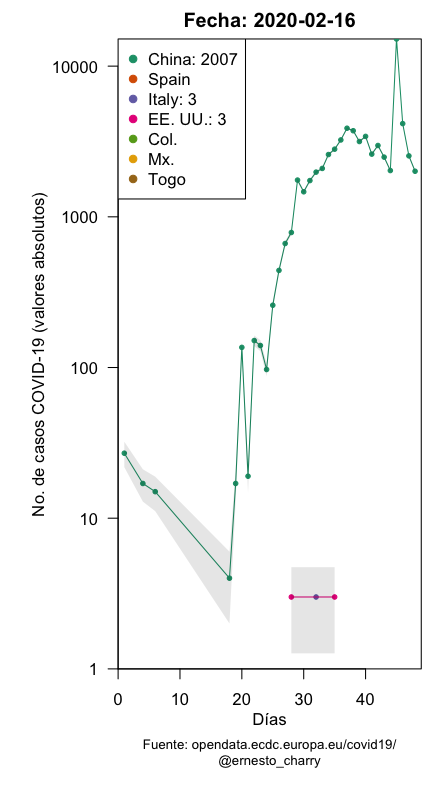 Fecha: 2020-02-16
China: 2007
Spain
Italy: 3
EE. UU.: 3
Col.
Mx.
Togo
No. de casos COVID-19 (valores absolutos)
10000
1000
100
10
1
0 10 20 30 40
Días
Fuente: opendata.ecdc.europa.eu/covid19/
@ernesto_charry